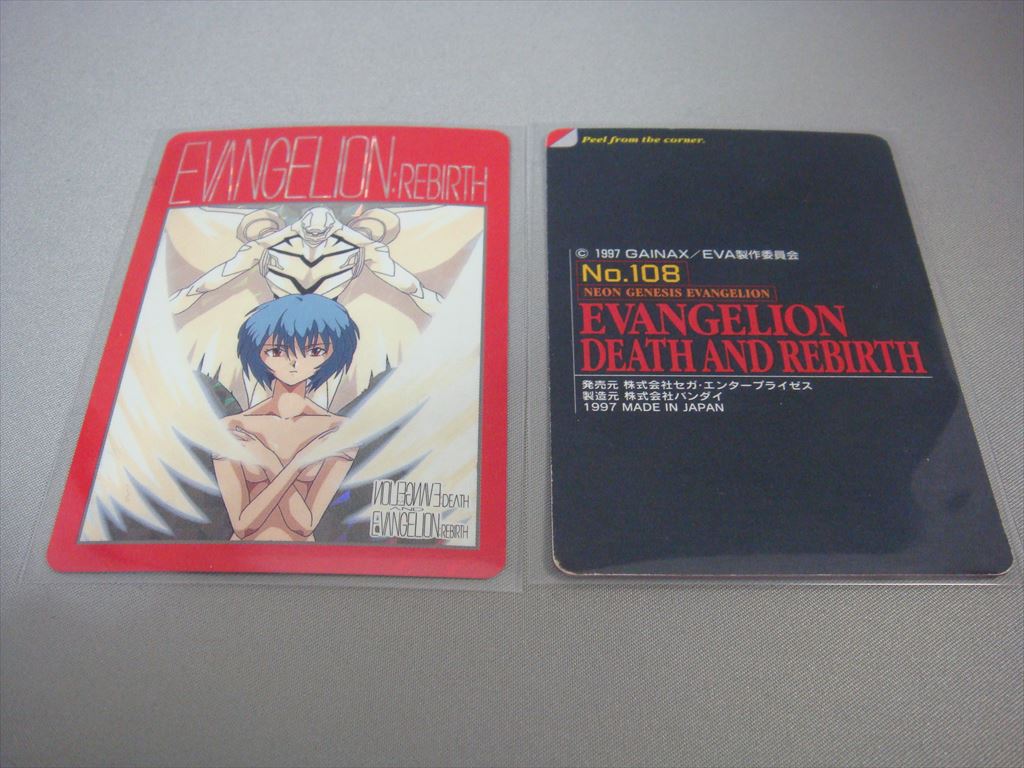 EVANGELION:REBIRTH
EVANGELION:DEATH
AND
EVANGELION:REBIRTH
Peel from the corner.
© 1997 GAINAX／EVA製作委員会
No.108
NEON GENESIS EVANGELION
EVANGELION
DEATH AND REBIRTH
発売元 株式会社セガ・エンタープライゼス
製造元 株式会社バンダイ
1997 MADE IN JAPAN